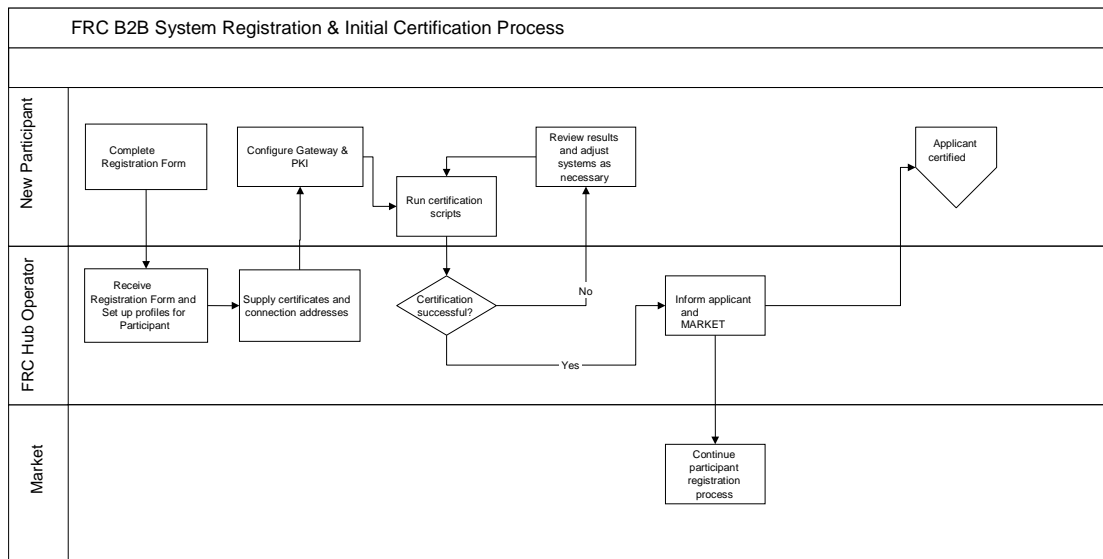 FRC B2B System Registration & Initial Certification Process
New Participant
Complete
Registration Form
Configure Gateway &
PKI
Run certification
scripts
Review results
and adjust
systems as
necessary
Applicant
certified
FRC Hub Operator
Receive
Registration Form and
Set up profiles for
Participant
Supply certificates and
connection addresses
Certification
successful?
No
Yes
Inform applicant
and
MARKET
Market
Continue
participant
registration
process